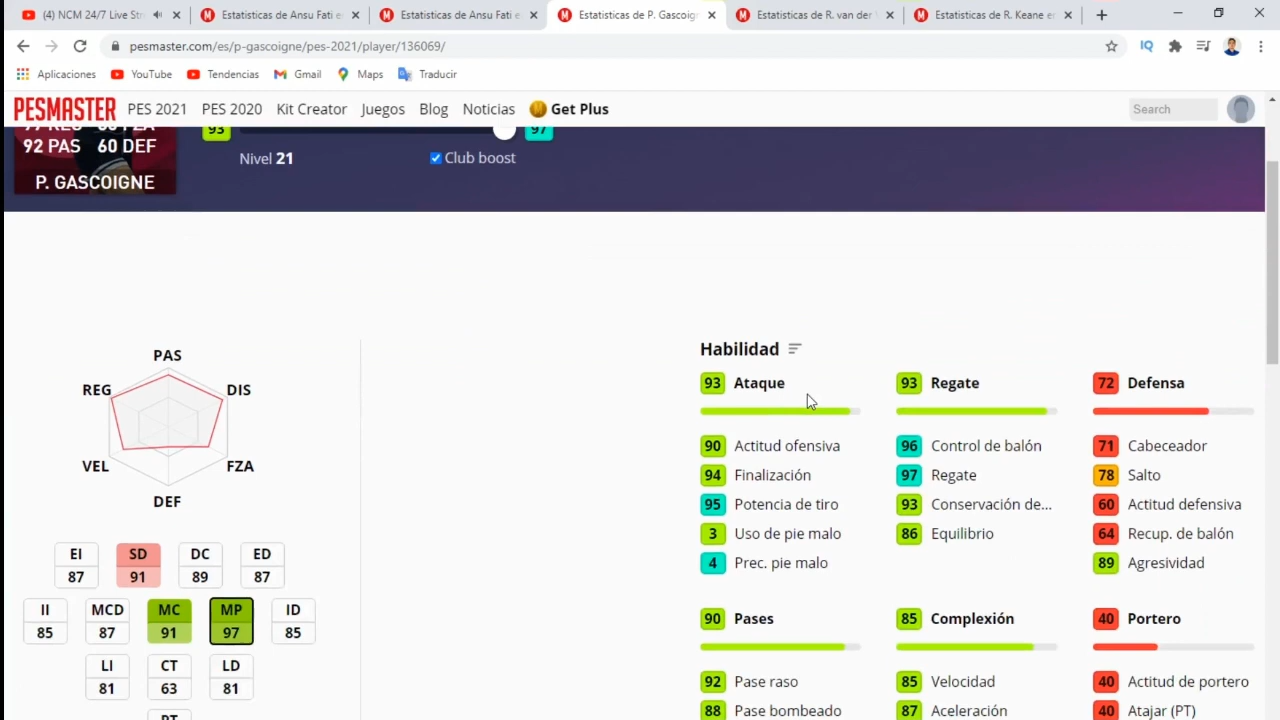 (4) NCM 24/7 Live Str
Estatisticas de Ansu Fati e
Estatisticas de Ansu Fati e
Estatisticas de P. Gascoign
Estatisticas de R. van der
Estatisticas de R. Keane en
pesmaster.com/es/p-gascoigne/pes-2021/player/136069/
IQ
Aplicaciones YouTube Tendencias Gmail Maps Traducir
PESMASTER PES 2021 PES 2020 Kit Creator Juegos Blog Noticias Get Plus Search
93 97
92 PAS 60 DEF
Nivel 21 Club boost
P. GASCOIGNE
Habilidad
93 Ataque
90 Actitud ofensiva
94 Finalización
95 Potencia de tiro
3 Uso de pie malo
4 Prec. pie malo
93 Regate
96 Control de balón
97 Regate
93 Conservación de...
86 Equilibrio
72 Defensa
71 Cabeceador
78 Salto
60 Actitud defensiva
64 Recup. de balón
89 Agresividad
90 Pases
92 Pase raso
88 Pase bombeado
85 Complexión
85 Velocidad
87 Aceleración
40 Portero
40 Actitud de portero
40 Atajar (PT)
PAS
REG DIS
VEL FZA
DEF
EI SD DC ED
87 91 89 87
II MCD MC MP ID
85 87 91 97 85
LI CT LD
81 63 81